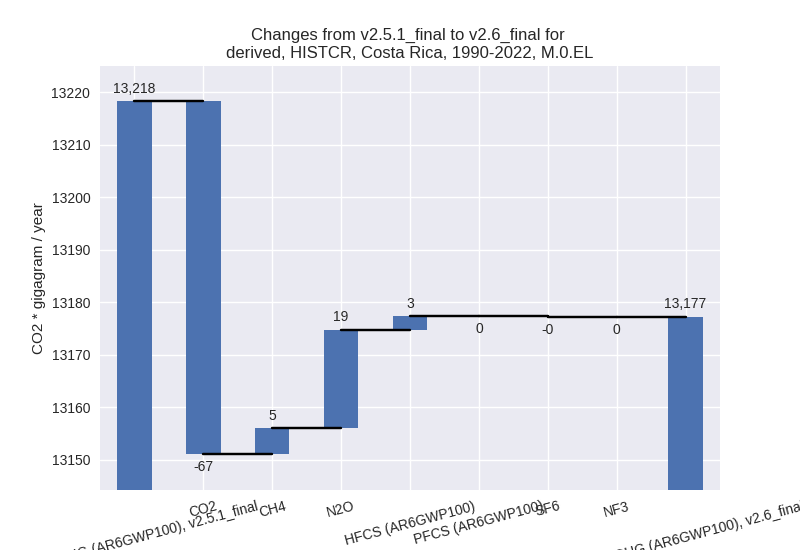 Changes from v2.5.1_final to v2.6_final for
derived, HISTCR, Costa Rica, 1990-2022, M.0.EL
CO2 * gigagram / year
13220
13210
13200
13190
13180
13170
13160
13150
13,218
-67
5
19
3
0
-0
0
13,177
(AR6GWP100), v2.5.1_final
CO2
CH4
N2O
HFCS (AR6GWP100)
PFCS (AR6GWP100)
SF6
NF3
(AR6GWP100), v2.6_final